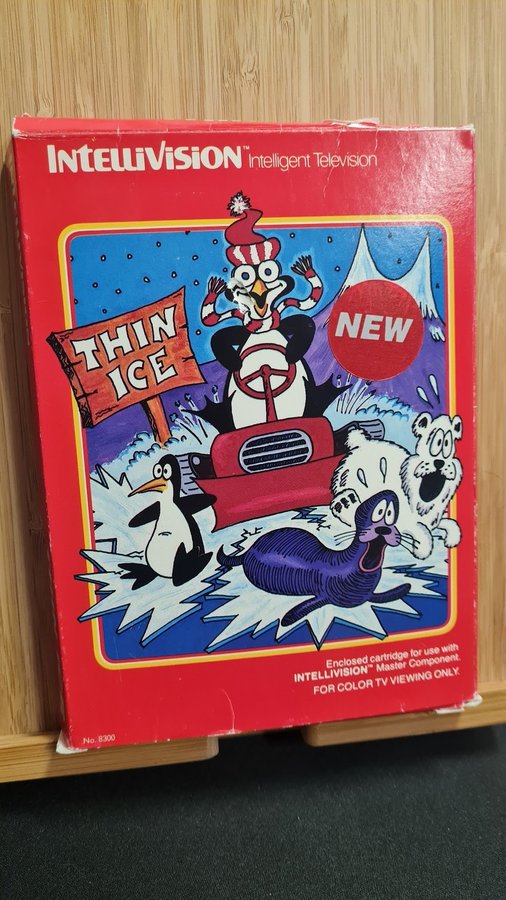 INTELLIVISION™ Intelligent Television
THIN
ICE
NEW
Enclosed cartridge for use with
INTELLIVISION™ Master Component.
FOR COLOR TV VIEWING ONLY.
No. 8300